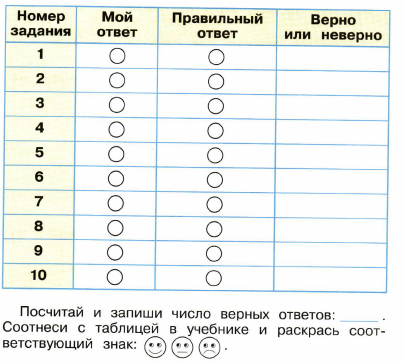 Номер задания Мой ответ Правильный ответ Верно или неверно
1
2
3
4
5
6
7
8
9
10
Посчитай и запиши число верных ответов: _____ .
Соотнеси с таблицей в учебнике и раскрась соот-
ветствующий знак: .